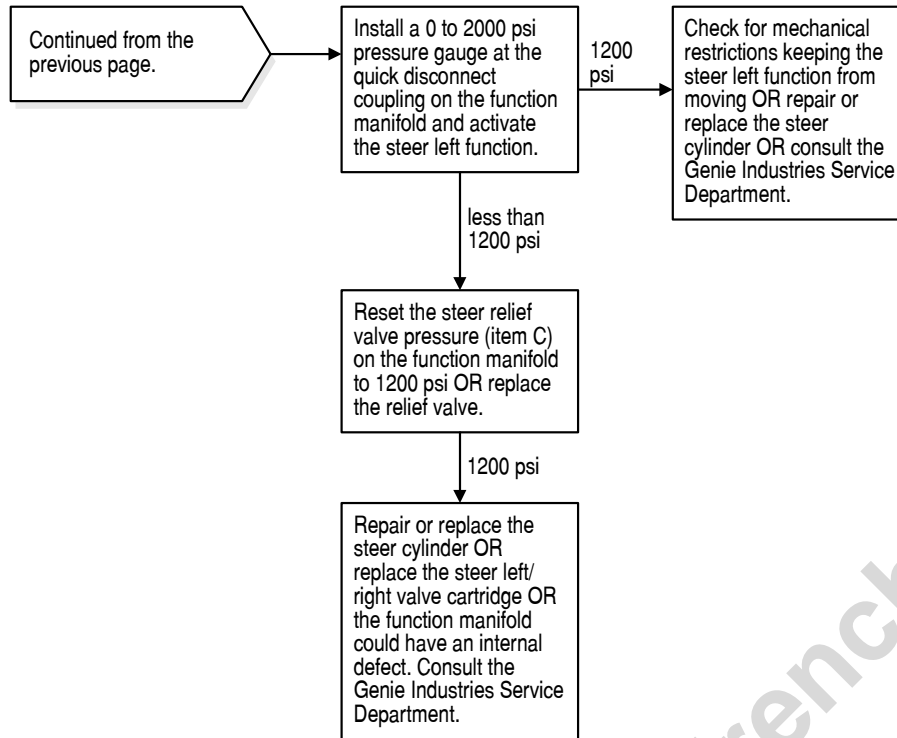 Continued from the
previous page.
Install a 0 to 2000 psi
pressure gauge at the
quick disconnect
coupling on the function
manifold and activate
the steer left function.
1200
psi
Check for mechanical
restrictions keeping the
steer left function from
moving OR repair or
replace the steer
cylinder OR consult the
Genie Industries Service
Department.
less than
1200 psi
Reset the steer relief
valve pressure (item C)
on the function manifold
to 1200 psi OR replace
the relief valve.
1200 psi
Repair or replace the
steer cylinder OR
replace the steer left/
right valve cartridge OR
the function manifold
could have an internal
defect. Consult the
Genie Industries Service
Department.